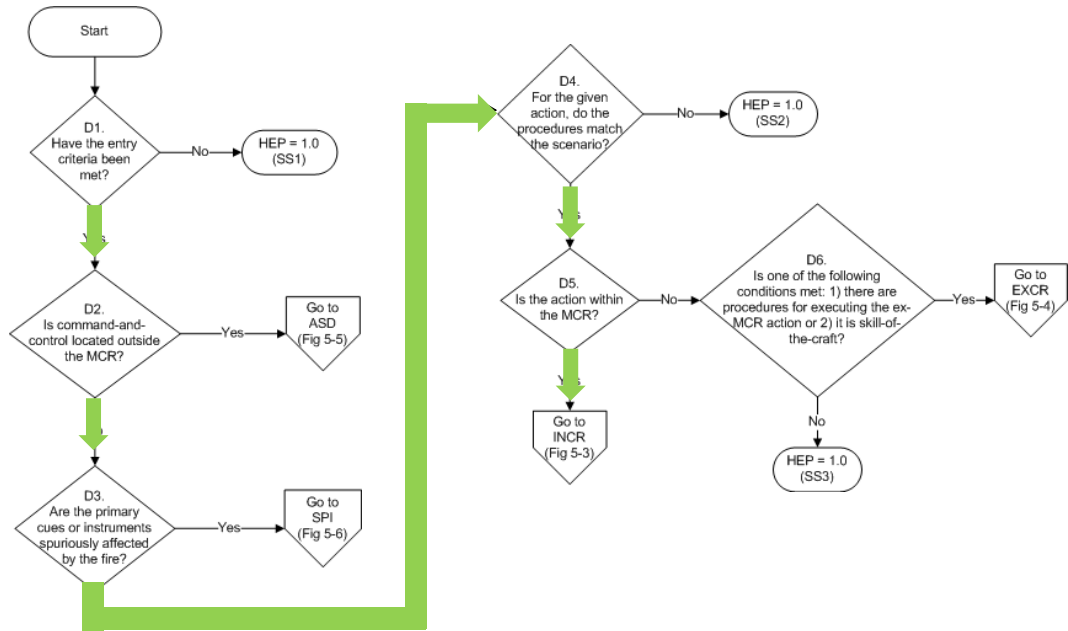 Start
D1.
Have the entry
criteria been
met?
No
HEP = 1.0
(SS1)
D2.
Is command-and-
control located outside
the MCR?
Yes
Go to
ASD
(Fig 5-5)
D3.
Are the primary
cues or instruments
spuriously affected
by the fire?
Yes
Go to
SPI
(Fig 5-6)
D4.
For the given
action, do the
procedures match
the scenario?
No
HEP = 1.0
(SS2)
D5.
Is the action within
the MCR?
No
Go to
INCR
(Fig 5-3)
D6.
Is one of the following
conditions met: 1) there are
procedures for executing the ex-
MCR action or 2) it is skill-of-
the-craft?
Yes
Go to
EXCR
(Fig 5-4)
No
HEP = 1.0
(SS3)